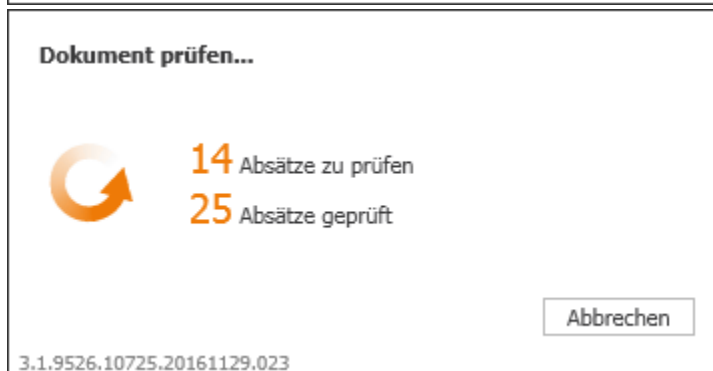 Dokument prüfen...
14 Absätze zu prüfen
25 Absätze geprüft
Abbrechen
3.1.9526.10725.20161129.023